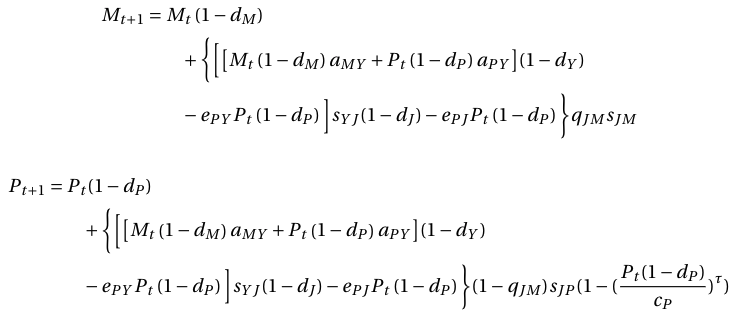 M_{t+1} = M_t (1 − d_M)
+ { [ [ M_t (1 − d_M) a_{MY} + P_t (1 − d_P) a_{PY} ] (1 − d_Y)
− e_{PY} P_t (1 − d_P) ] s_{YJ} (1 − d_J) − e_{PJ} P_t (1 − d_P) } q_{JM} s_{JM}
P_{t+1} = P_t (1 − d_P)
+ { [ [ M_t (1 − d_M) a_{MY} + P_t (1 − d_P) a_{PY} ] (1 − d_Y)
− e_{PY} P_t (1 − d_P) ] s_{YJ} (1 − d_J) − e_{PJ} P_t (1 − d_P) } (1 − q_{JM}) s_{JP} (1 − (\frac{P_t (1 − d_P)}{c_P})^τ)